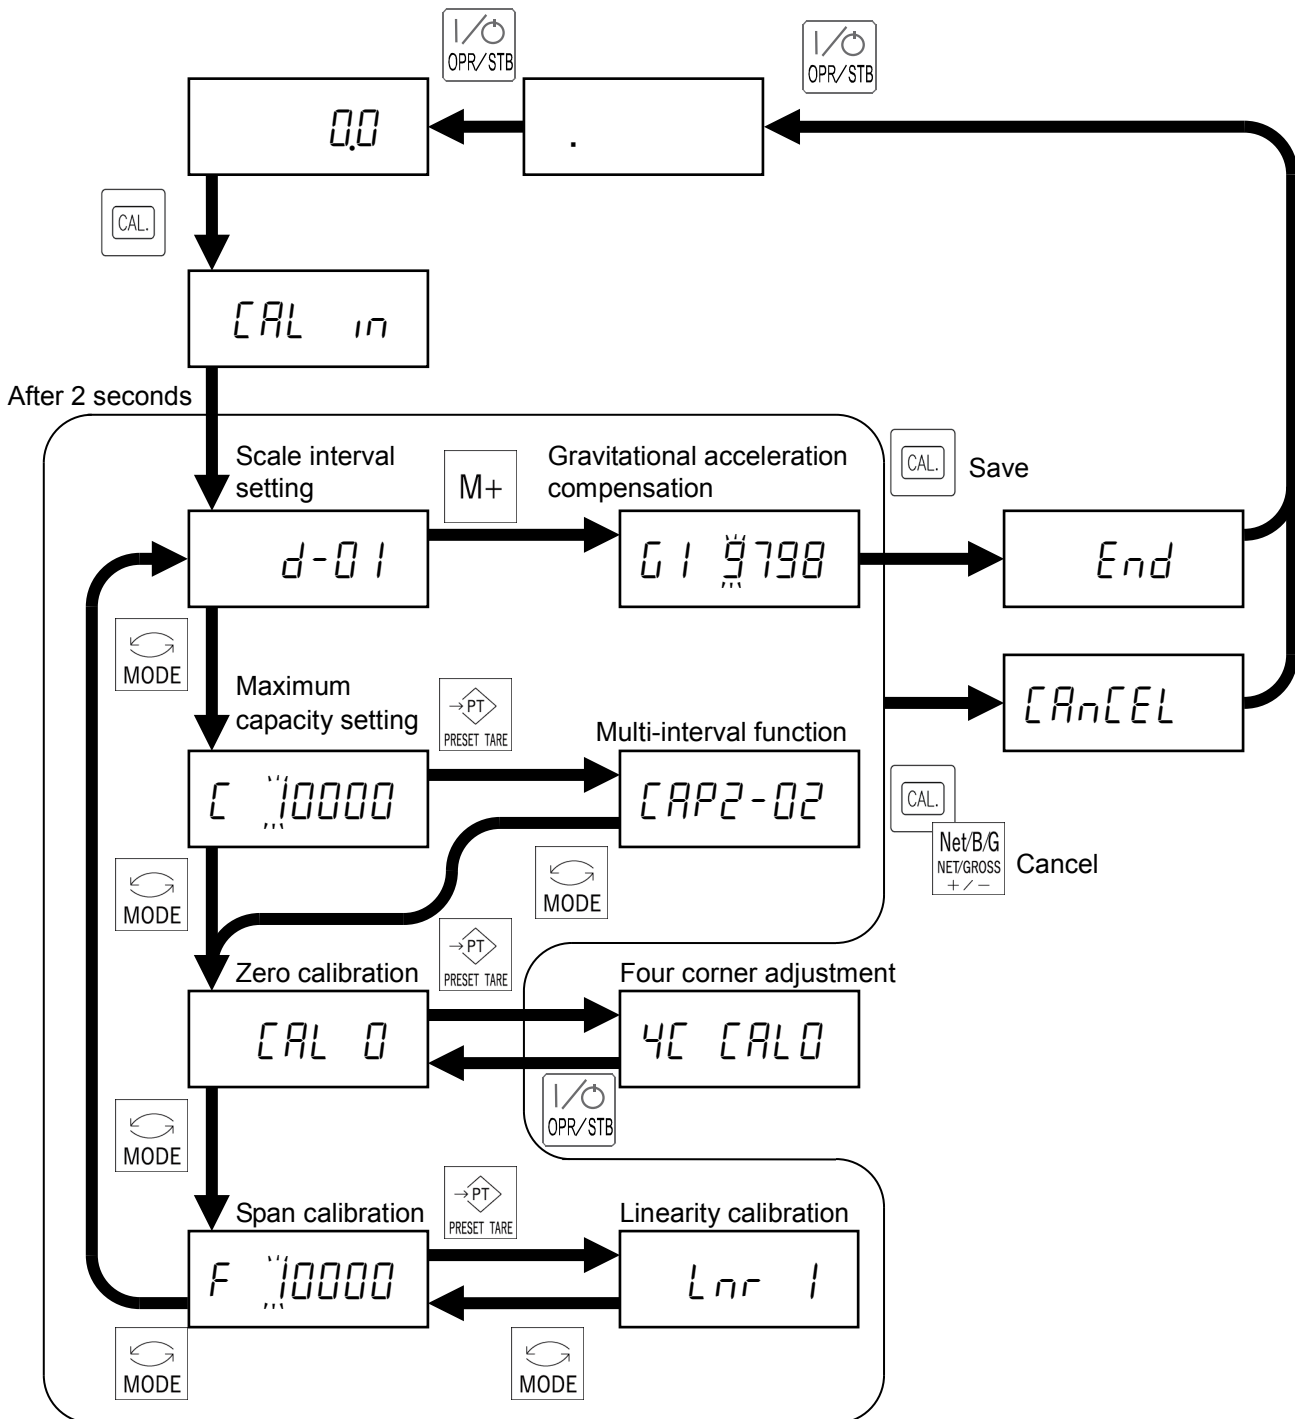 I/⏻
OPR/STB
I/⏻
OPR/STB
0.0
.
CAL.
CAL in
After 2 seconds
Scale interval
setting
M+
Gravitational acceleration
compensation
CAL.
Save
d-01
G1 9798
End
MODE
Maximum
capacity setting
→PT
PRESET TARE
Multi-interval function
CAnCEL
C 10000
CAP2-02
CAL.
Net/B/G
NET/GROSS
+/−
Cancel
MODE
MODE
Zero calibration
→PT
PRESET TARE
Four corner adjustment
CAL 0
4C CAL0
I/⏻
OPR/STB
MODE
Span calibration
→PT
PRESET TARE
Linearity calibration
F 10000
Lnr 1
MODE
MODE